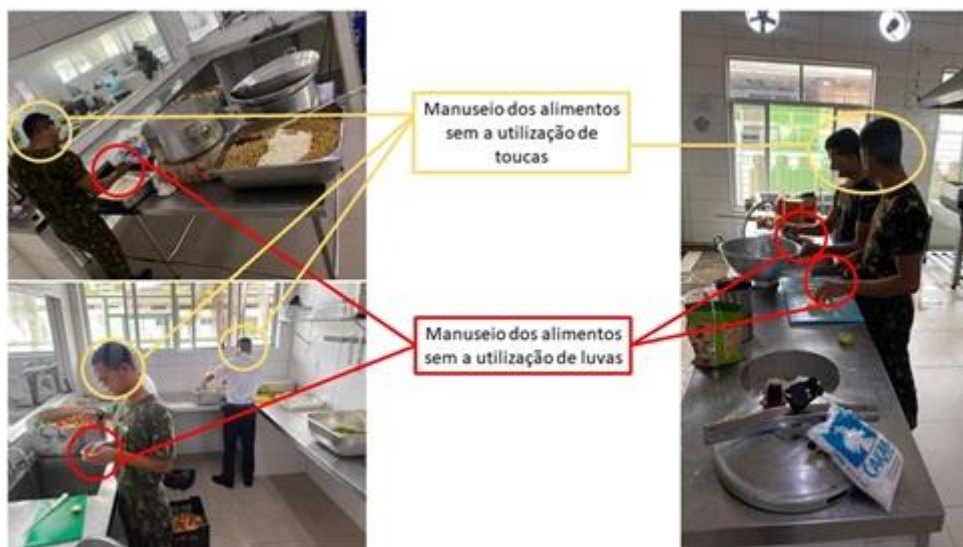 Manuseio dos alimentos
sem a utilização de
toucas
Manuseio dos alimentos
sem a utilização de luvas